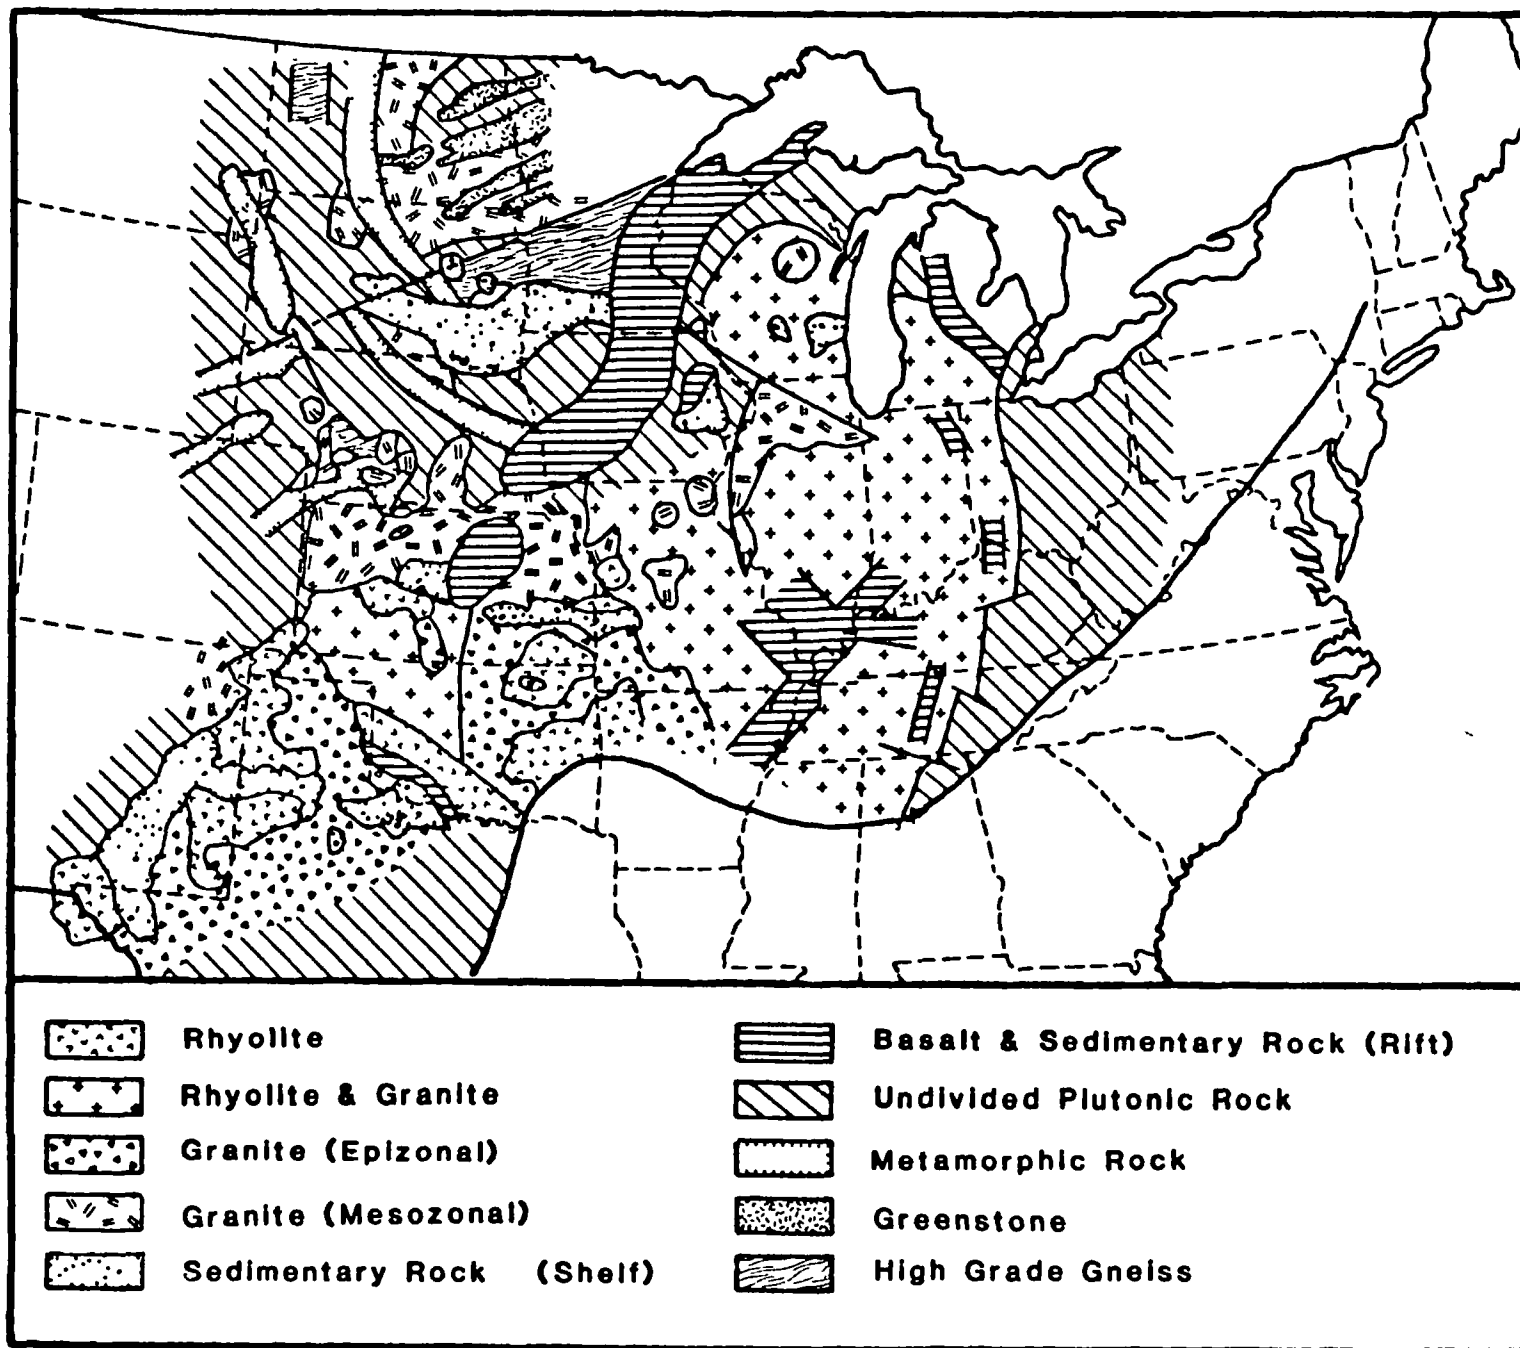 Rhyolite
Rhyolite & Granite
Granite (Epizonal)
Granite (Mesozonal)
Sedimentary Rock (Shelf)
Basalt & Sedimentary Rock (Rift)
Undivided Plutonic Rock
Metamorphic Rock
Greenstone
High Grade Gneiss